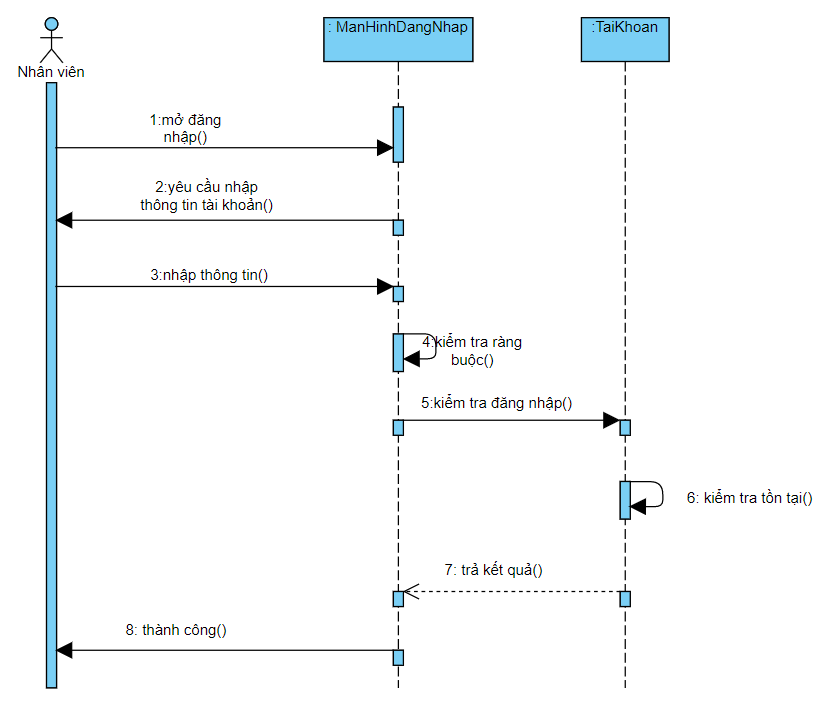 : ManHinhDangNhap
:TaiKhoan
Nhân viên
1:mở đăng
nhập()
2:yêu cầu nhập
thông tin tài khoản()
3:nhập thông tin()
4:kiểm tra ràng
buộc()
5:kiểm tra đăng nhập()
6: kiểm tra tồn tại()
7: trả kết quả()
8: thành công()